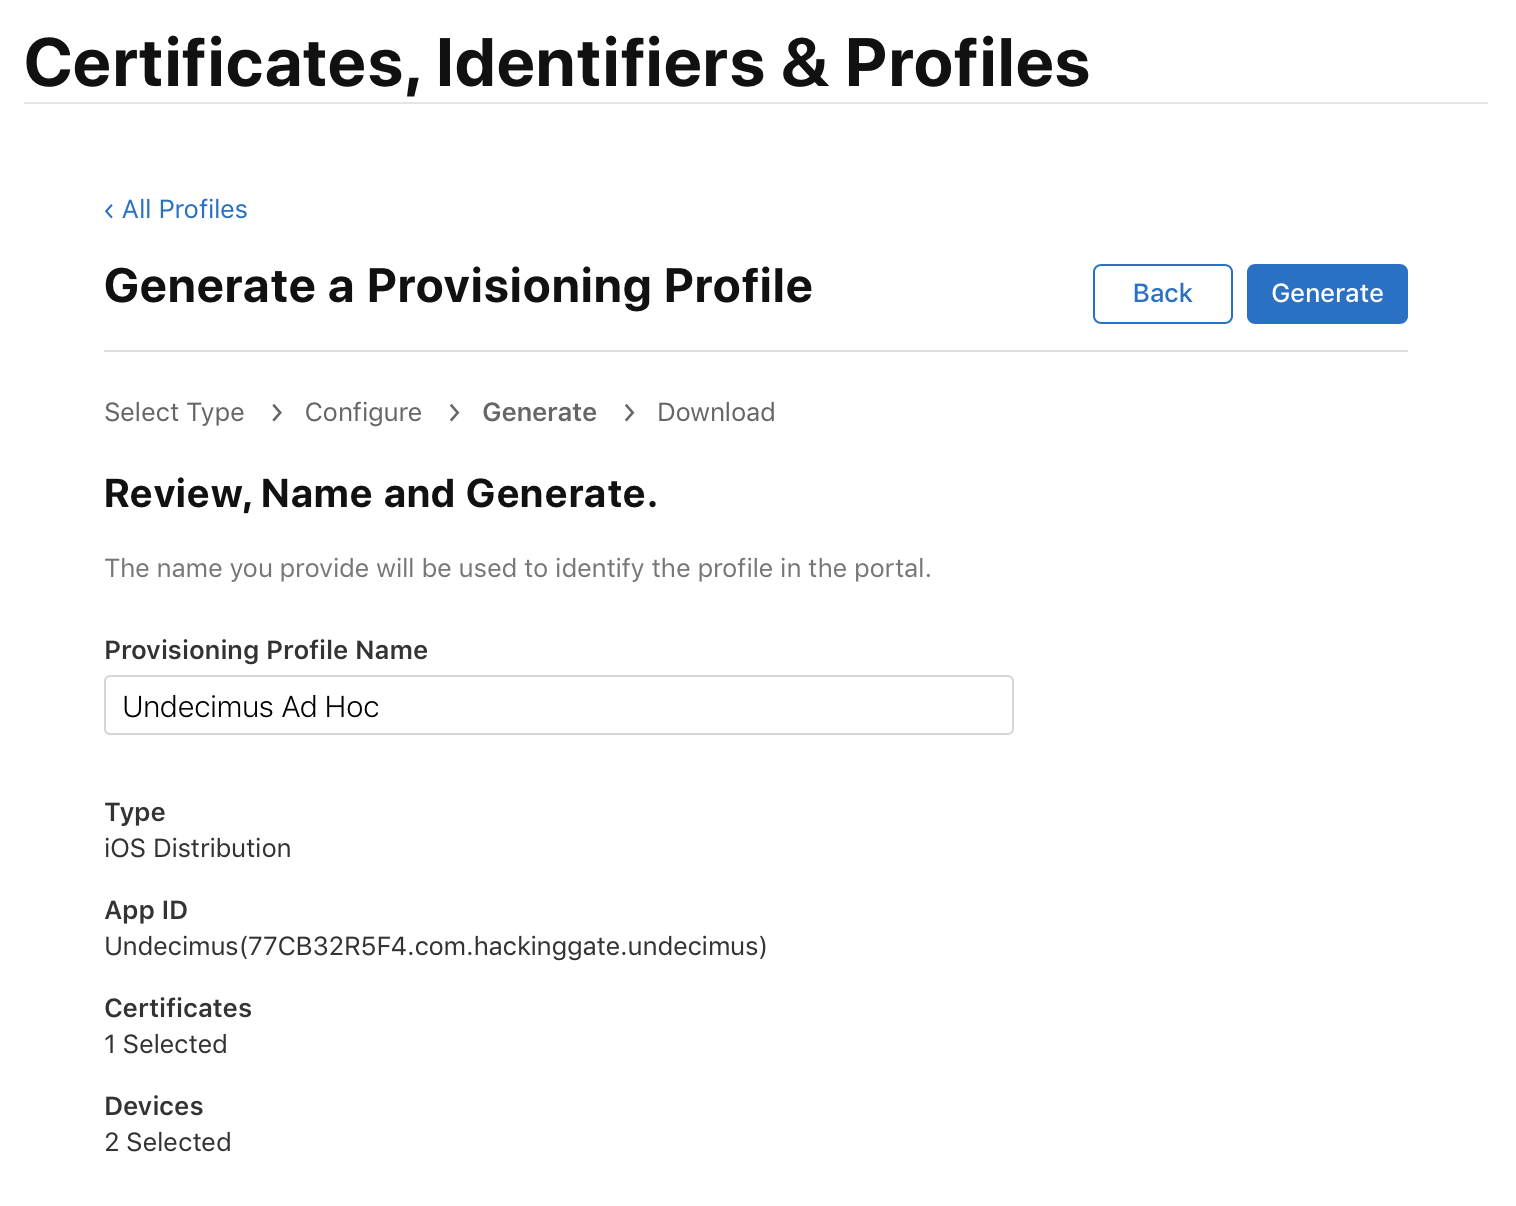 Certificates, Identifiers & Profiles
‹ All Profiles
Generate a Provisioning Profile
Back
Generate
Select Type > Configure > Generate > Download
Review, Name and Generate.
The name you provide will be used to identify the profile in the portal.
Provisioning Profile Name
Undecimus Ad Hoc
Type
iOS Distribution
App ID
Undecimus(77CB32R5F4.com.hackinggate.undecimus)
Certificates
1 Selected
Devices
2 Selected